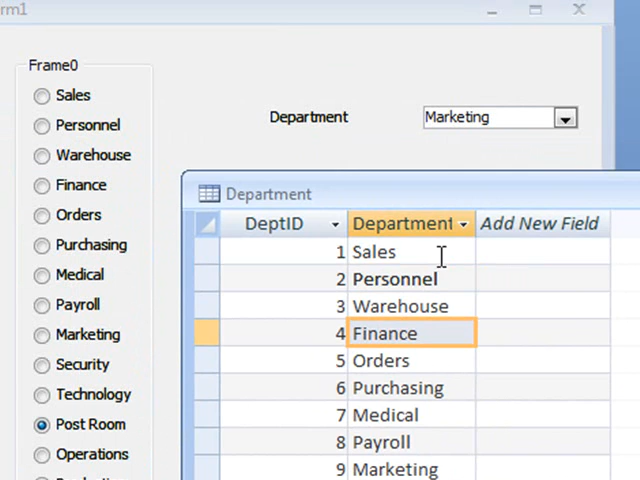 rm1
Frame0
Sales
Personnel
Warehouse
Finance
Orders
Purchasing
Medical
Payroll
Marketing
Security
Technology
Post Room
Operations
Department
Marketing
Department
DeptID Department Add New Field
1 Sales
2 Personnel
3 Warehouse
4 Finance
5 Orders
6 Purchasing
7 Medical
8 Payroll
9 Marketing